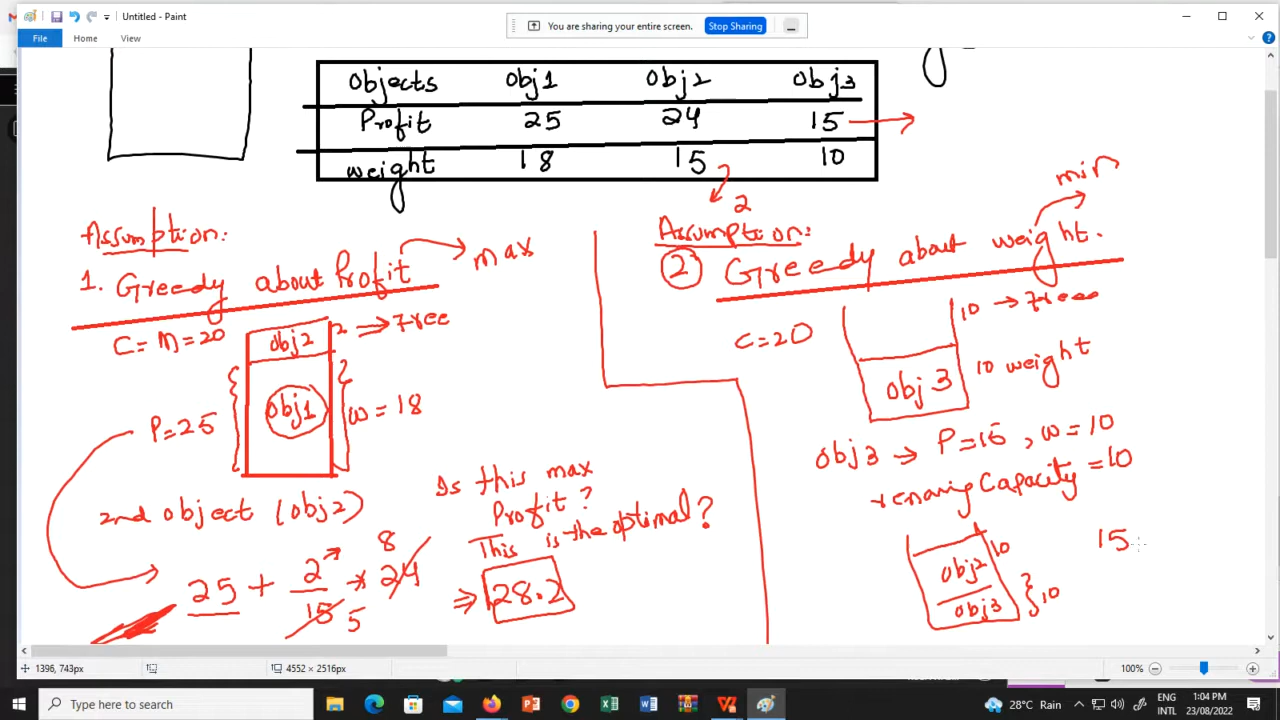 Untitled - Paint
You are sharing your entire screen. Stop Sharing
File Home View
Objects Obj1 Obj2 Obj3
Profit 25 24 15
weight 18 15 10
2
Assumption:
1. Greedy about Profit
max
C = M = 20
obj2
2 ⇒ Free
obj1
P = 25
w = 18
2nd object (obj2)
25 + 2/15 * 24
8
5
⇒ 28.2
Is this max
Profit?
This is the optimal?
Assumption:
2 Greedy about weight.
min
C = 20
10 → Free
obj 3
10 weight
obj3 → P = 15, w = 10
remaning Capacity = 10
obj2
10
obj3
10
15
1396, 743px
4552 × 2516px
100%
Type here to search
28°C Rain
ENG
INTL
1:04 PM
23/08/2022